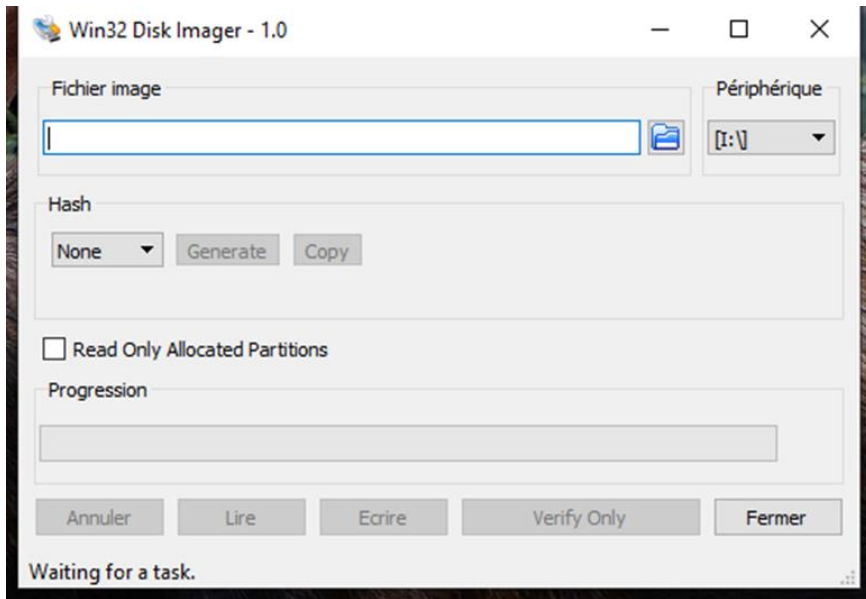 Win32 Disk Imager - 1.0
Fichier image Périphérique
[I:\]
Hash
None Generate Copy
Read Only Allocated Partitions
Progression
Annuler Lire Ecrire Verify Only Fermer
Waiting for a task.